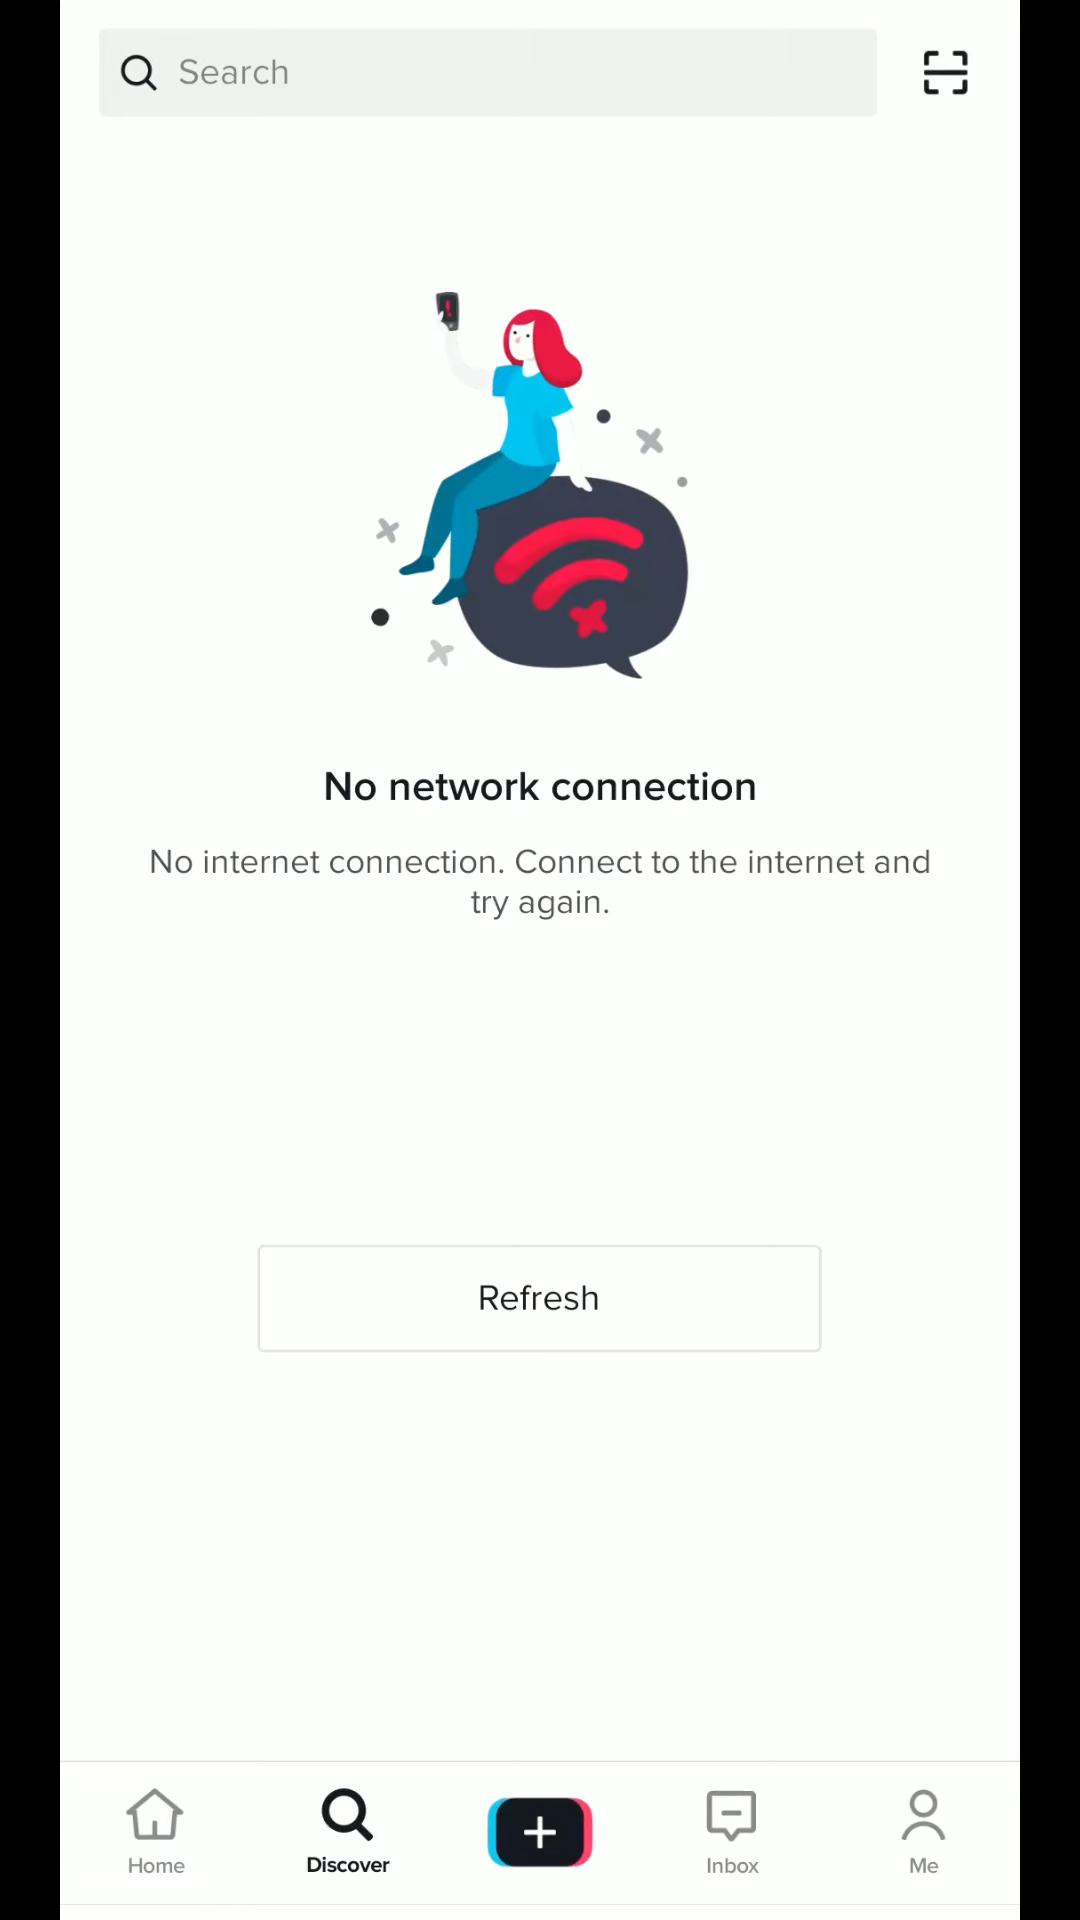 Search
No network connection
No internet connection. Connect to the internet and
try again.
Refresh
Home
Discover
Inbox
Me